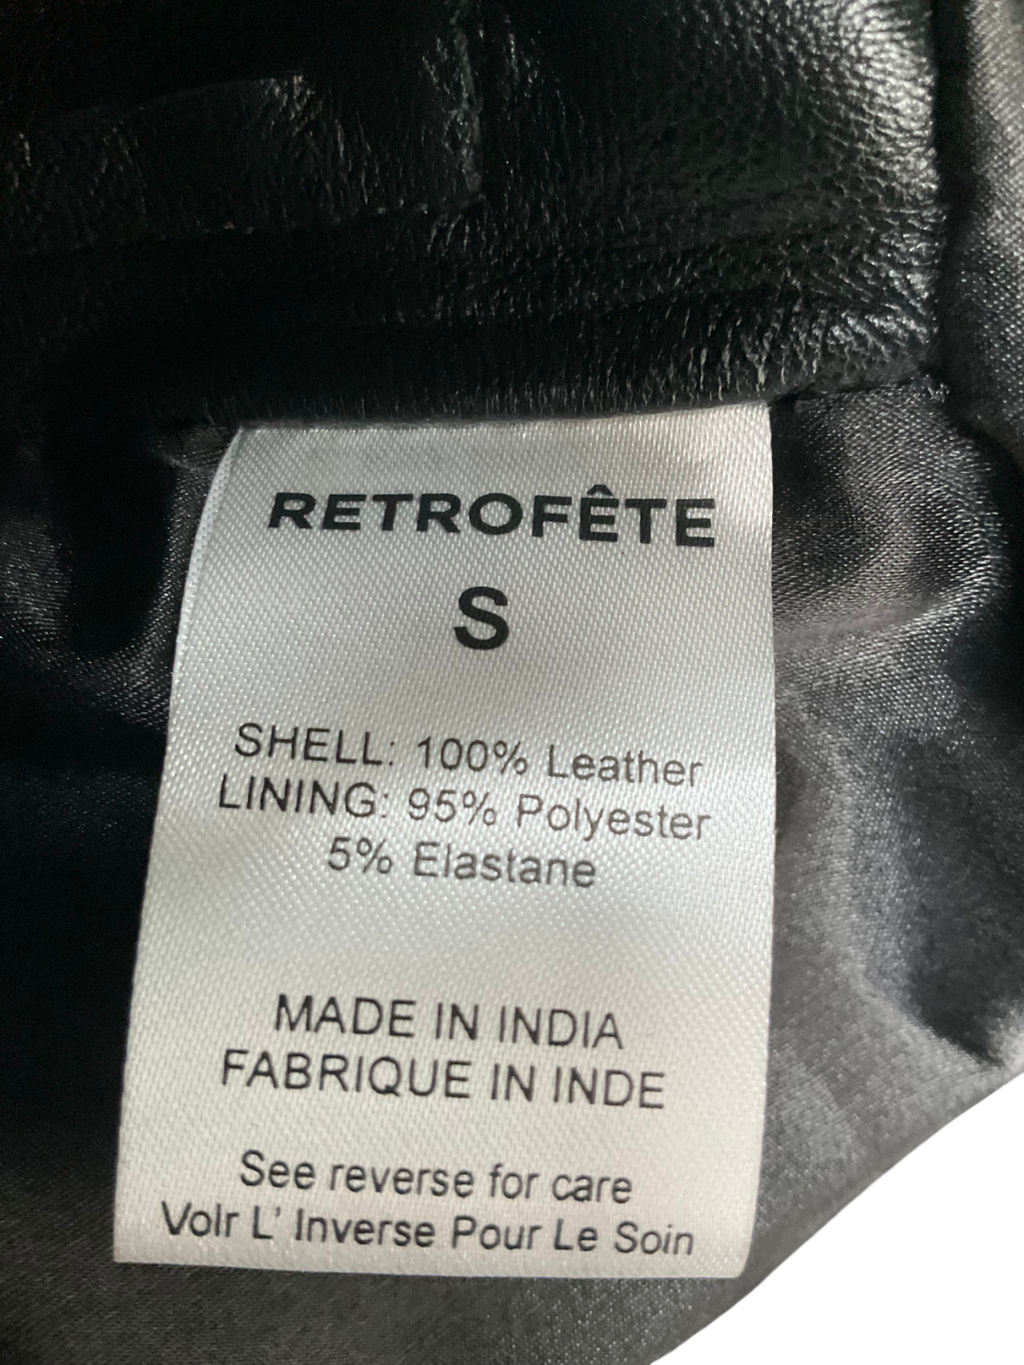 RETROFÊTE
S
SHELL: 100% Leather
LINING: 95% Polyester
5% Elastane
MADE IN INDIA
FABRIQUE IN INDE
See reverse for care
Voir L' Inverse Pour Le Soin